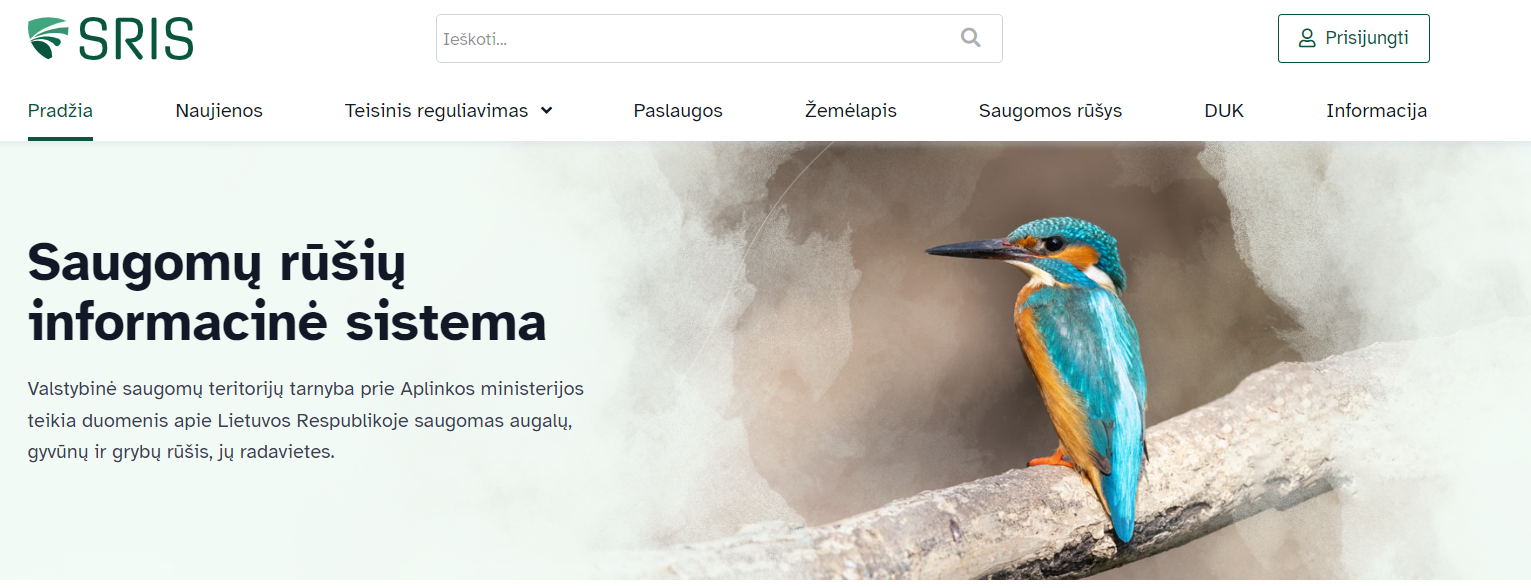 SRIS
Ieškoti...
Prisijungti
Pradžia
Naujienos
Teisinis reguliavimas
Paslaugos
Žemėlapis
Saugomos rūšys
DUK
Informacija
Saugomų rūšių
informacinė sistema
Valstybinė saugomų teritorijų tarnyba prie Aplinkos ministerijos
teikia duomenis apie Lietuvos Respublikoje saugomas augalų,
gyvūnų ir grybų rūšis, jų radavietes.